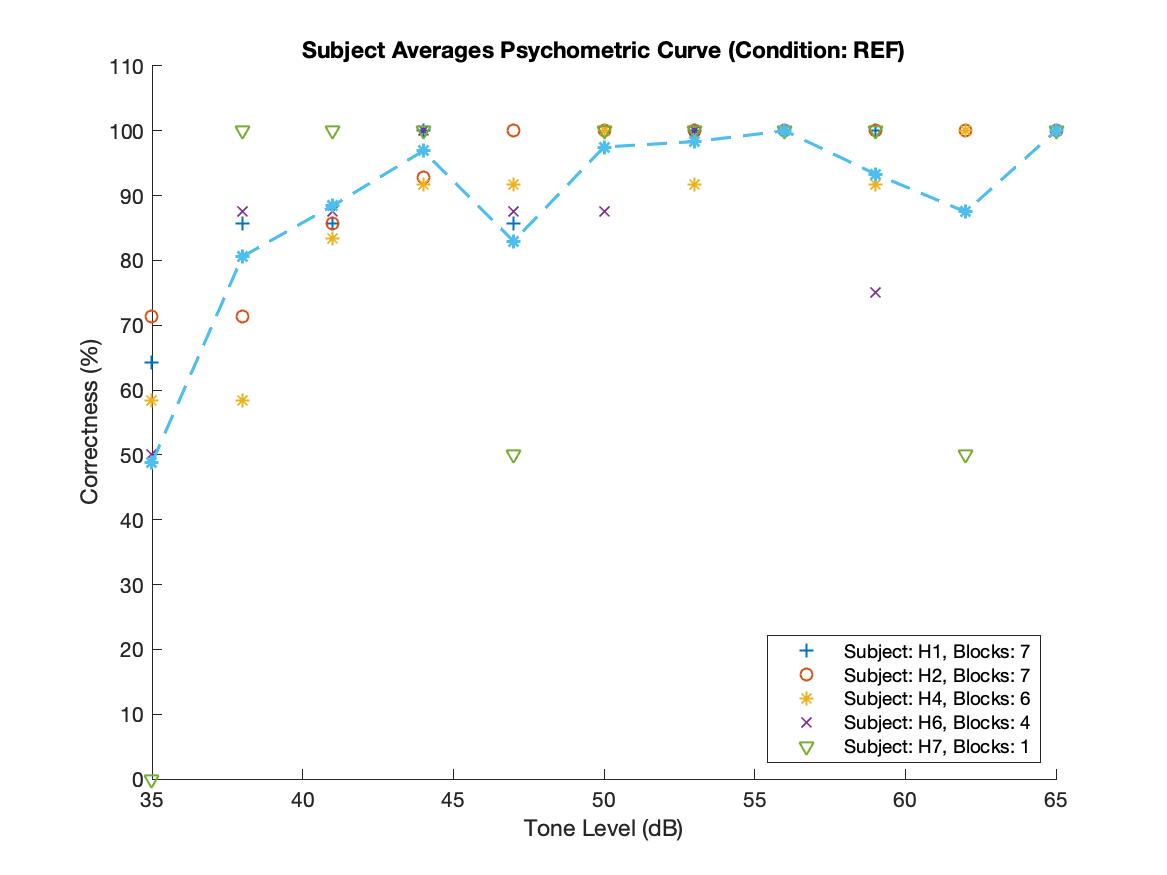 Subject Averages Psychometric Curve (Condition: REF)
110
100
90
80
70
60
50
40
30
20
10
0
Correctness (%)
35 40 45 50 55 60 65
Tone Level (dB)
Subject: H1, Blocks: 7
Subject: H2, Blocks: 7
Subject: H4, Blocks: 6
Subject: H6, Blocks: 4
Subject: H7, Blocks: 1